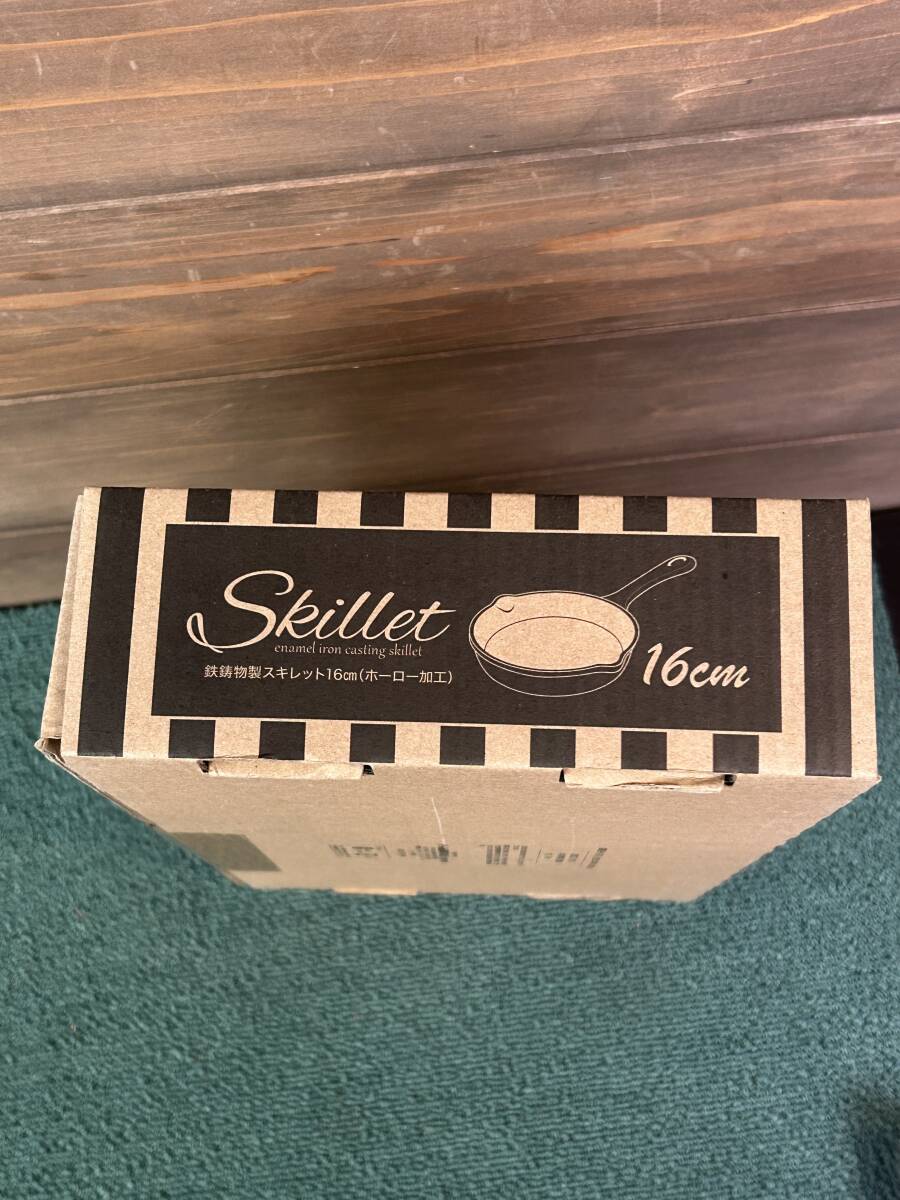 Skillet
enamel iron casting skillet
鉄鋳物製スキレット16㎝(ホーロー加工)
16cm